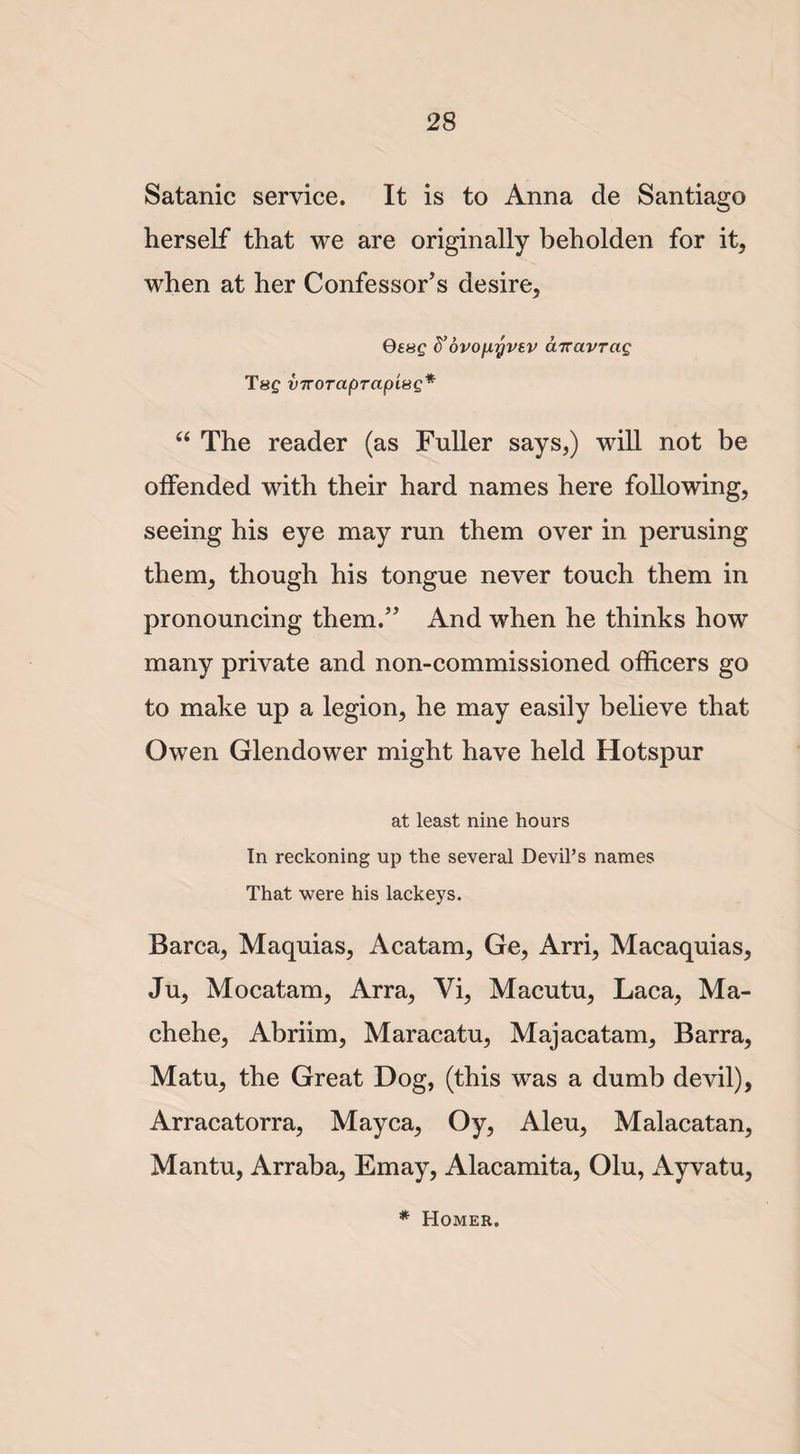 28
Satanic service. It is to Anna de Santiago
herself that we are originally beholden for it,
when at her Confessor's desire,
Θεȣς δ’ὀνομῄνεν ἁπαντας
Τȣς ὑποταρταριȣς*
“ The reader (as Fuller says,) will not be
offended with their hard names here following,
seeing his eye may run them over in perusing
them, though his tongue never touch them in
pronouncing them.” And when he thinks how
many private and non-commissioned officers go
to make up a legion, he may easily believe that
Owen Glendower might have held Hotspur
at least nine hours
In reckoning up the several Devil's names
That were his lackeys.
Barca, Maquias, Acatam, Ge, Arri, Macaquias,
Ju, Mocatam, Arra, Vi, Macutu, Laca, Ma-
chehe, Abriim, Maracatu, Majacatam, Barra,
Matu, the Great Dog, (this was a dumb devil),
Arracatorra, Mayca, Oy, Aleu, Malacatan,
Mantu, Arraba, Emay, Alacamita, Olu, Ayvatu,
* HOMER.